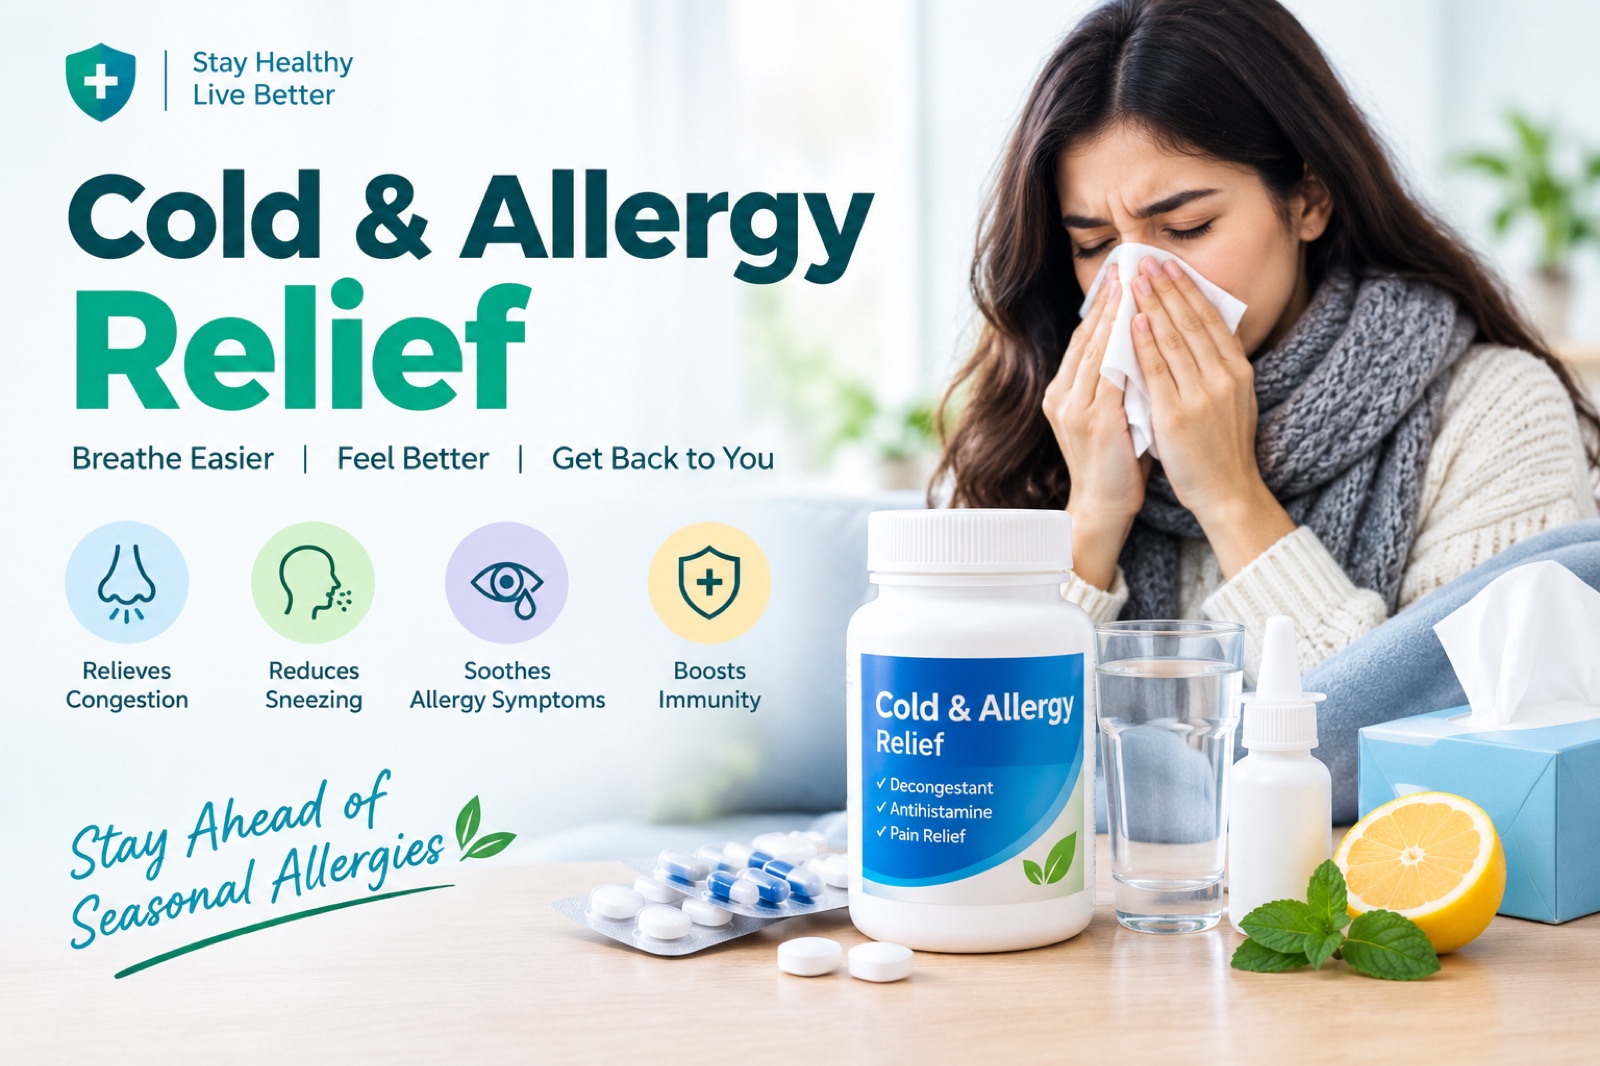 Stay Healthy
Live Better
Cold & Allergy
Relief
Breathe Easier | Feel Better | Get Back to You
Relieves
Congestion
Reduces
Sneezing
Soothes
Allergy Symptoms
Boosts
Immunity
Stay Ahead of
Seasonal Allergies
Cold & Allergy
Relief
✓ Decongestant
✓ Antihistamine
✓ Pain Relief